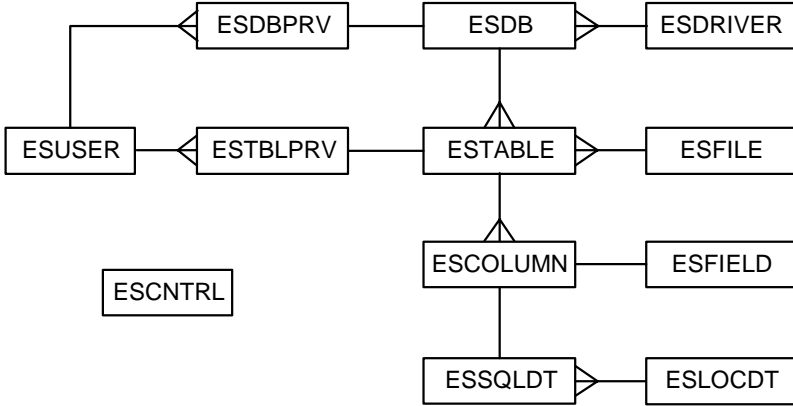 ESDBPRV
ESDB
ESDRIVER
ESUSER
ESTBLPRV
ESTABLE
ESFILE
ESCOLUMN
ESFIELD
ESCNTRL
ESSQLDT
ESLOCDT